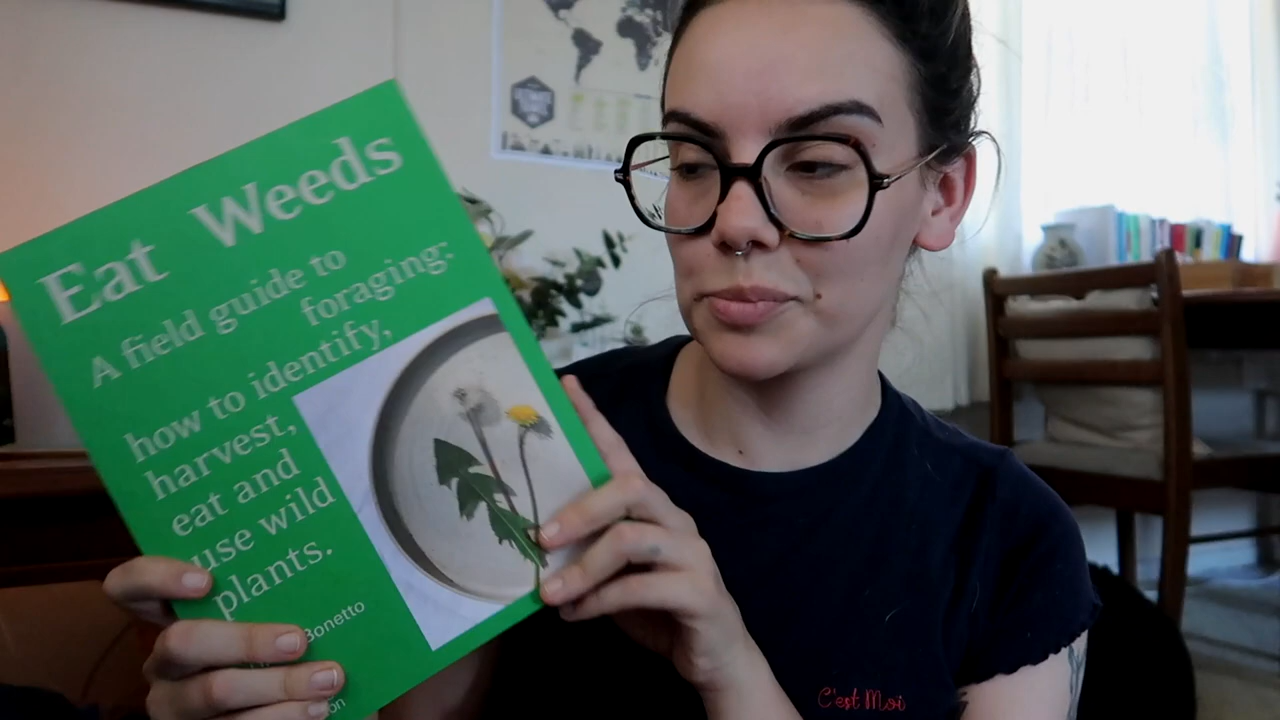 Eat Weeds
A field guide to
foraging:
how to identify,
harvest,
eat and
use wild
plants.
Bonetto
C'est Moi